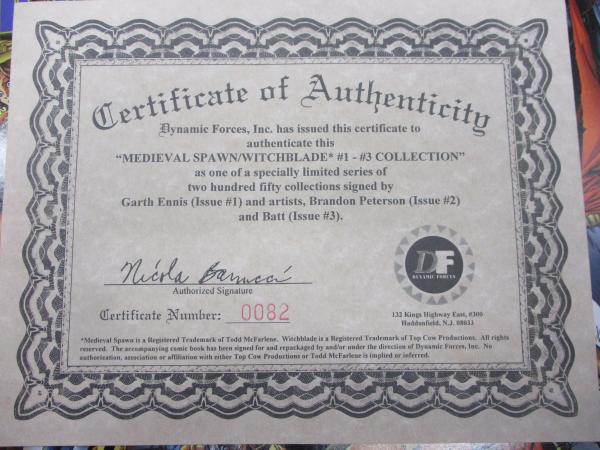 Certificate of Authenticity
Dynamic Forces, Inc. has issued this certificate to
authenticate this
"MEDIEVAL SPAWN/WITCHBLADE* #1 - #3 COLLECTION"
as one of a specially limited series of
two hundred fifty collections signed by
Garth Ennis (Issue #1) and artists, Brandon Peterson (Issue #2)
and Batt (Issue #3).
Nicola Barrucci
Authorized Signature
Certificate Number: 0082
DF
DYNAMIC FORCES
132 Kings Highway East, #300
Haddonfield, N.J. 08033
*Medieval Spawn is a Registered Trademark of Todd McFarlene. Witchblade is a Registered Trademark of Top Cow Productions. All rights
reserved. The accompanying comic book has been signed for and repackaged by and/or under the direction of Dynamic Forces, Inc. No
authorization, association or affiliation with either Top Cow Productions or Todd McFarlene is implied or referred.